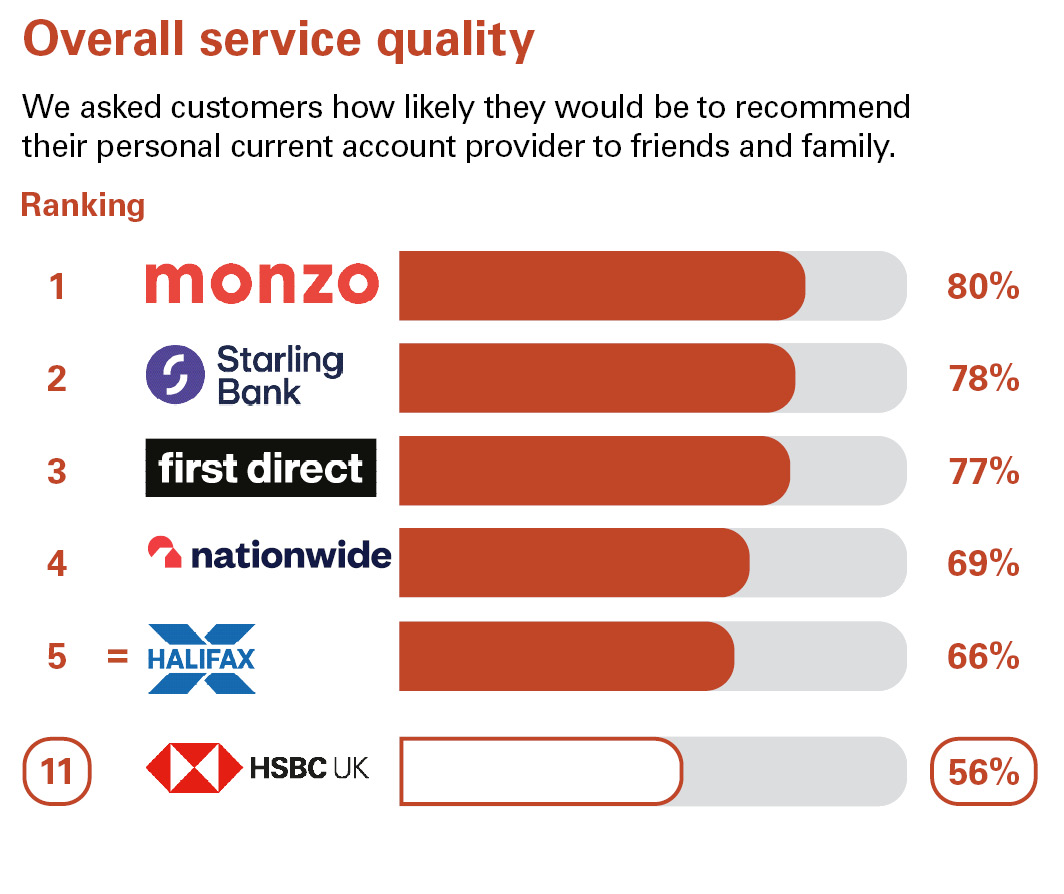 Overall service quality
We asked customers how likely they would be to recommend
their personal current account provider to friends and family.
Ranking
1 monzo 80%
2 Starling Bank 78%
3 first direct 77%
4 nationwide 69%
5 = HALIFAX 66%
11 HSBC UK 56%